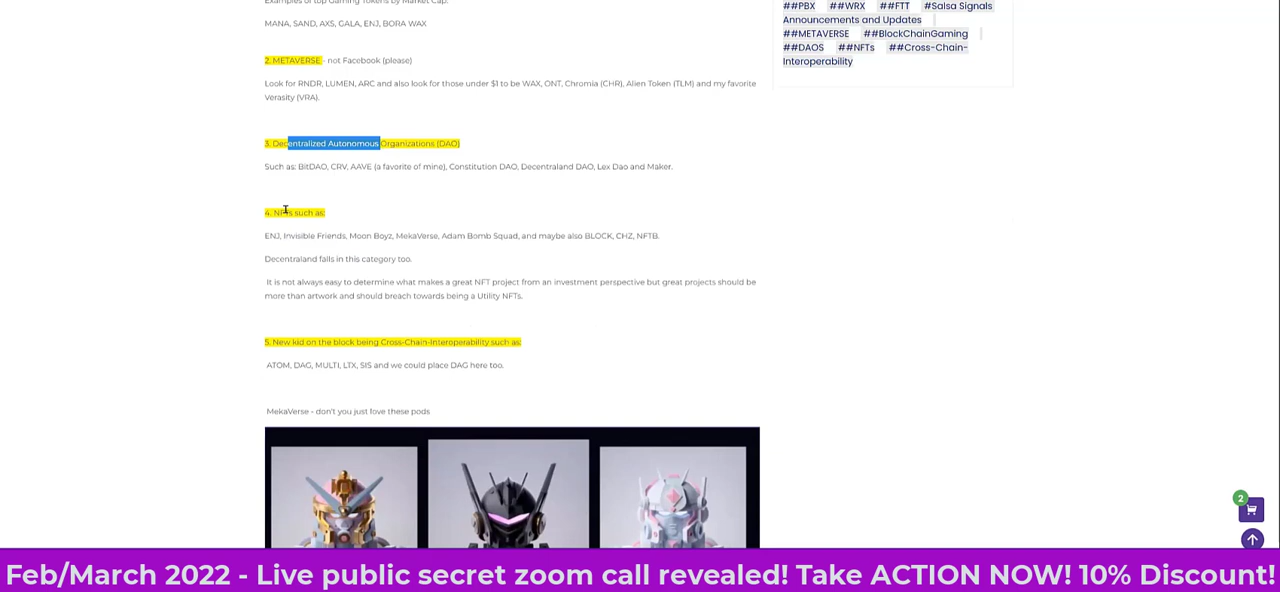 Examples of top Gaming Tokens by Market Cap:
MANA, SAND, AXS, GALA, ENJ, BORA WAX
2. METAVERSE - not Facebook (please)
Look for RNDR, LUMEN, ARC and also look for those under $1 to be WAX, ONT, Chromia (CHR), Alien Token (TLM) and my favorite
Verasity (VRA).
3. Decentralized Autonomous Organizations (DAO)
Such as: BitDAO, CRV, AAVE (a favorite of mine), Constitution DAO, Decentraland DAO, Lex Dao and Maker.
4. NFTs such as:
ENJ, Invisible Friends, Moon Boyz, MekaVerse, Adam Bomb Squad, and maybe also BLOCK, CHZ, NFTB.
Decentraland falls in this category too.
It is not always easy to determine what makes a great NFT project from an investment perspective but great projects should be
more than artwork and should breach towards being a Utility NFTs.
5. New kid on the block being Cross-Chain-Interoperability such as:
ATOM, DAG, MULTI, LTX, SIS and we could place DAG here too.
MekaVerse - don't you just love these pods
##PBX ##WRX ##FTT #Salsa Signals
Announcements and Updates |
##METAVERSE ##BlockChainGaming |
##DAOS ##NFTs ##Cross-Chain-
Interoperability
2
Feb/March 2022 - Live public secret zoom call revealed! Take ACTION NOW! 10% Discount!